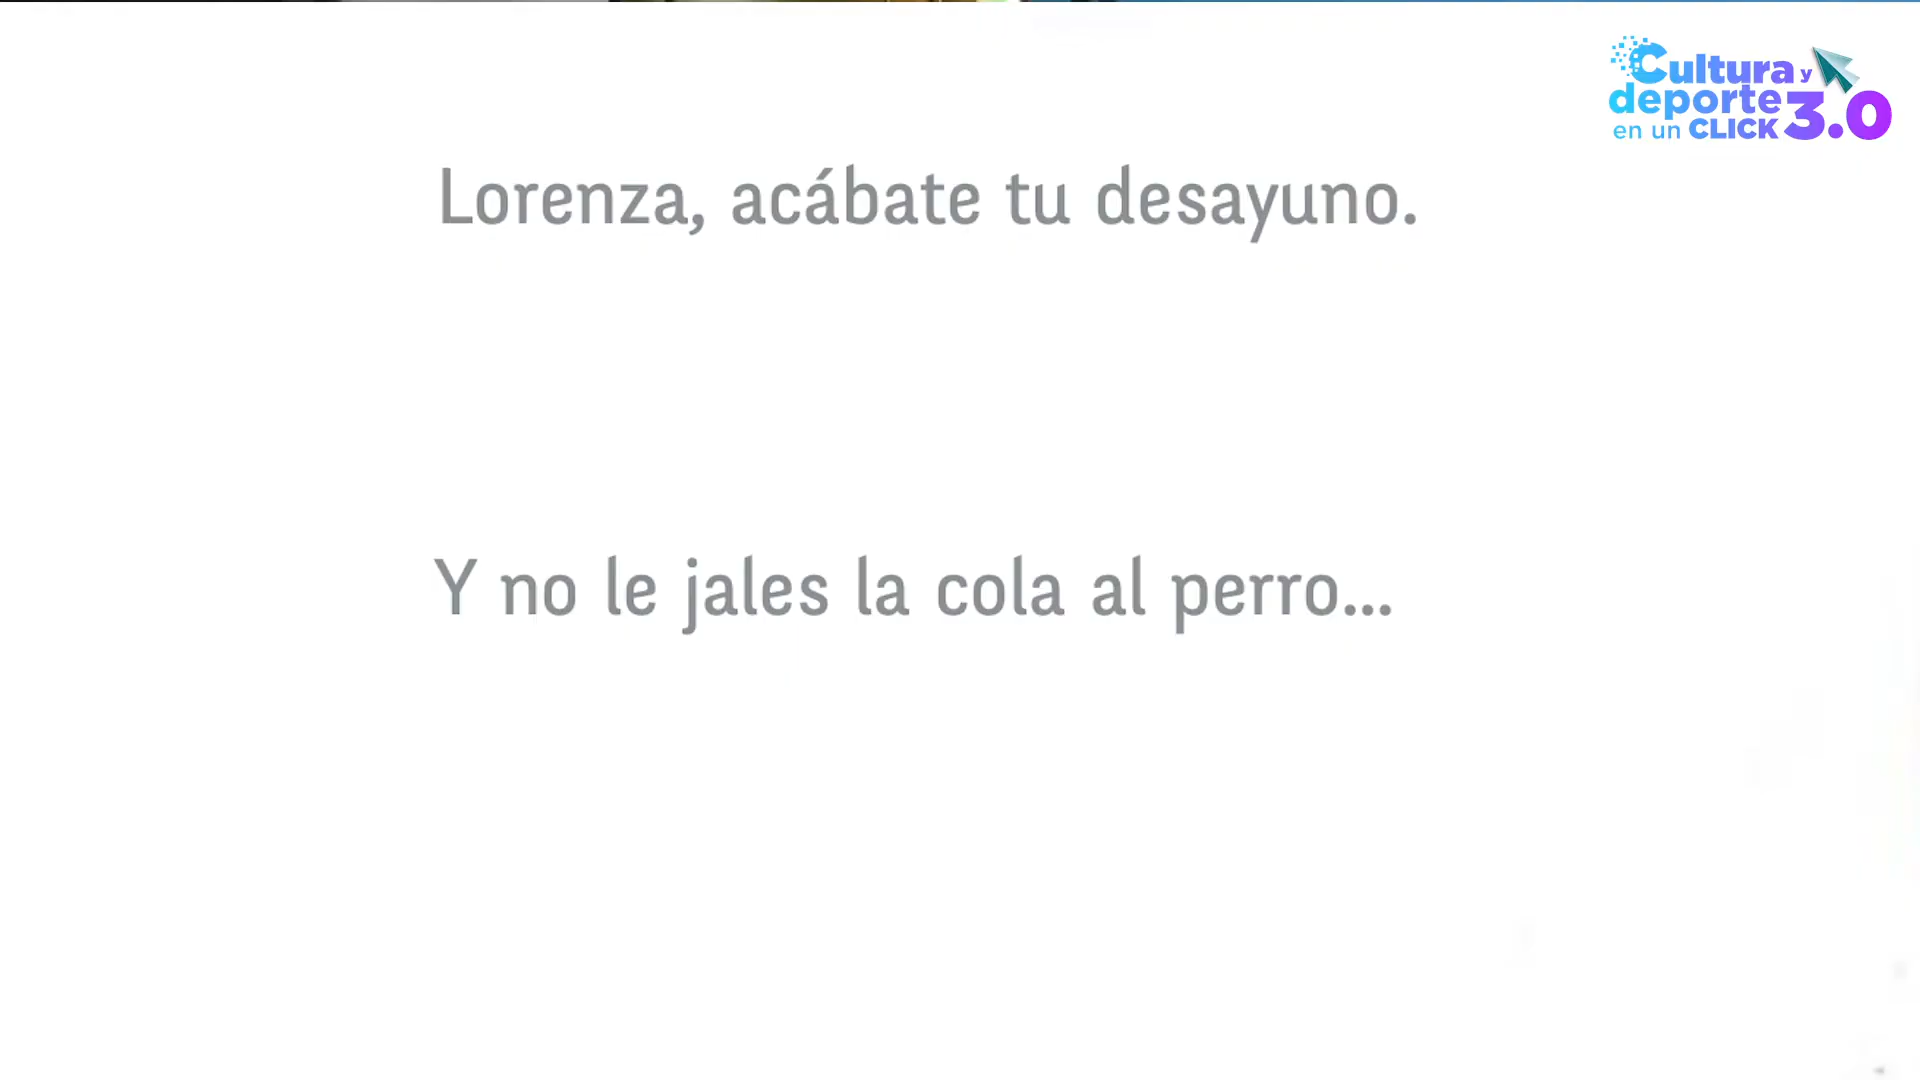 Cultura y
deporte 3.0
en un CLICK
Lorenza, acábate tu desayuno.
Y no le jales la cola al perro...